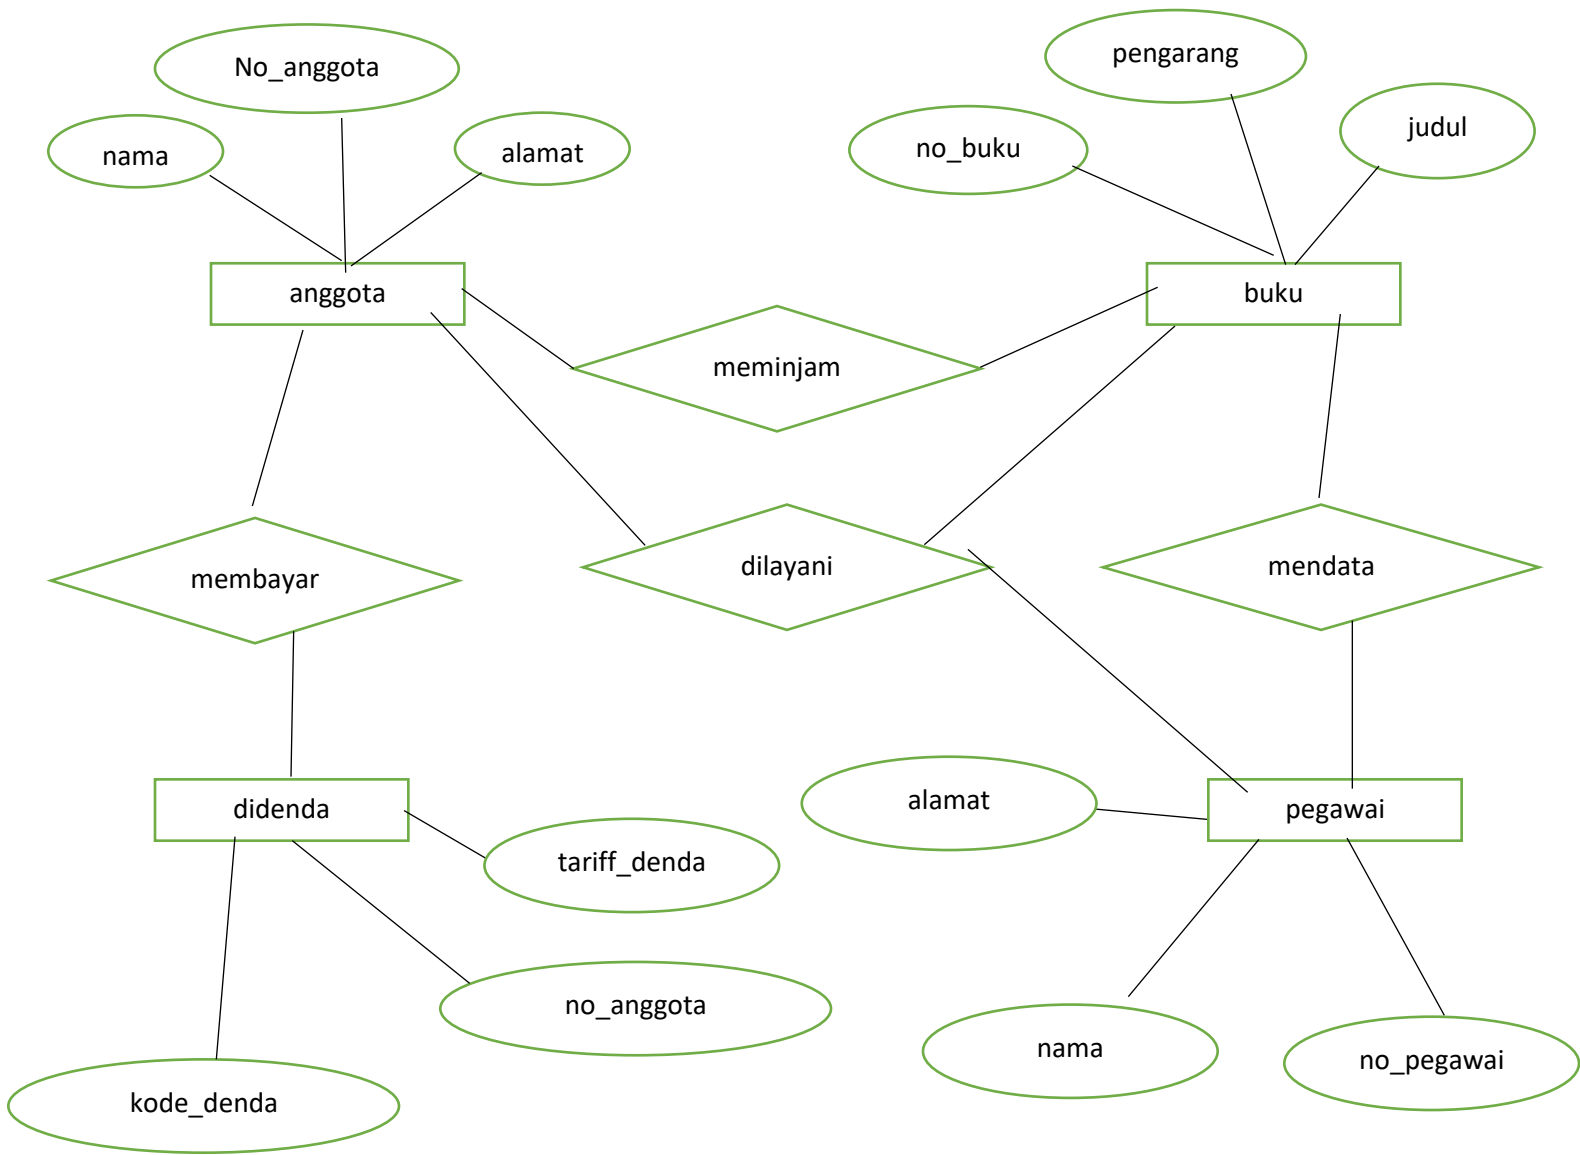 No_anggota
pengarang
nama
alamat
no_buku
judul
anggota
buku
meminjam
membayar
dilayani
mendata
didenda
alamat
pegawai
tariff_denda
no_anggota
nama
no_pegawai
kode_denda